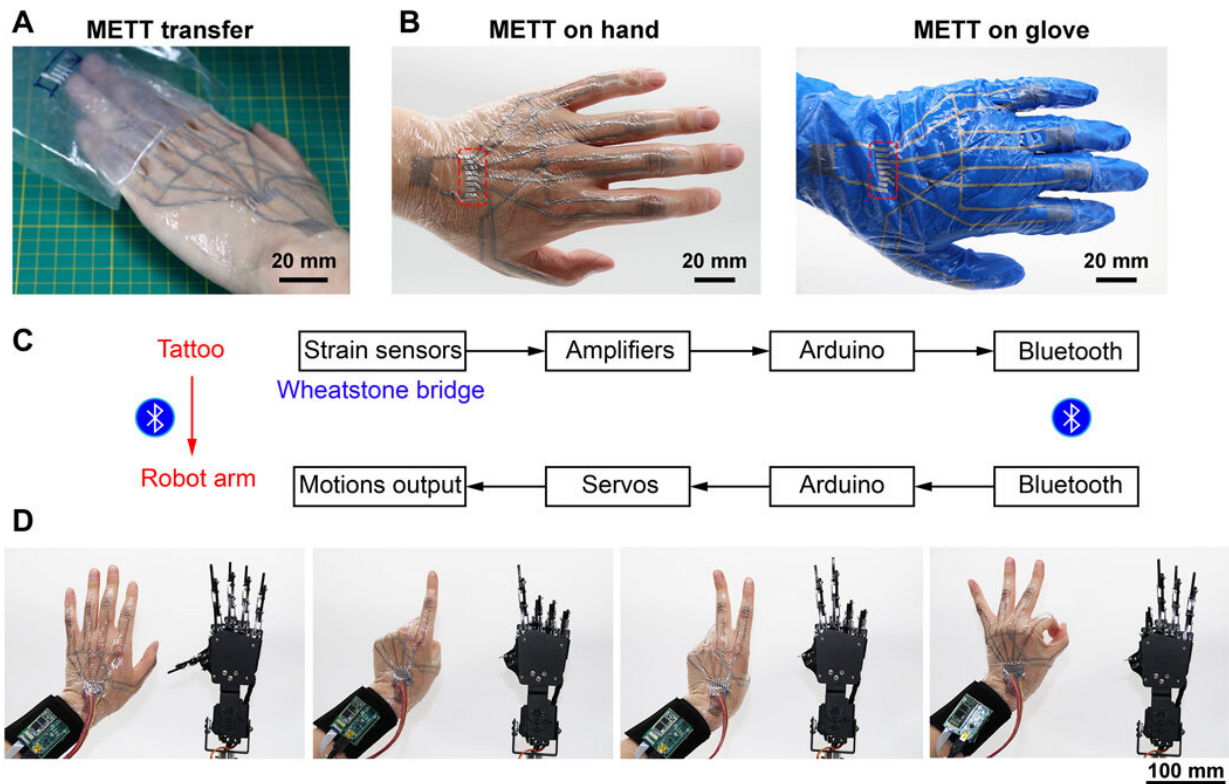 A
METT transfer
20 mm
B
METT on hand
20 mm
METT on glove
20 mm
C
Tattoo
Robot arm
Strain sensors
Amplifiers
Arduino
Bluetooth
Wheatstone bridge
Motions output
Servos
Arduino
Bluetooth
D
100 mm